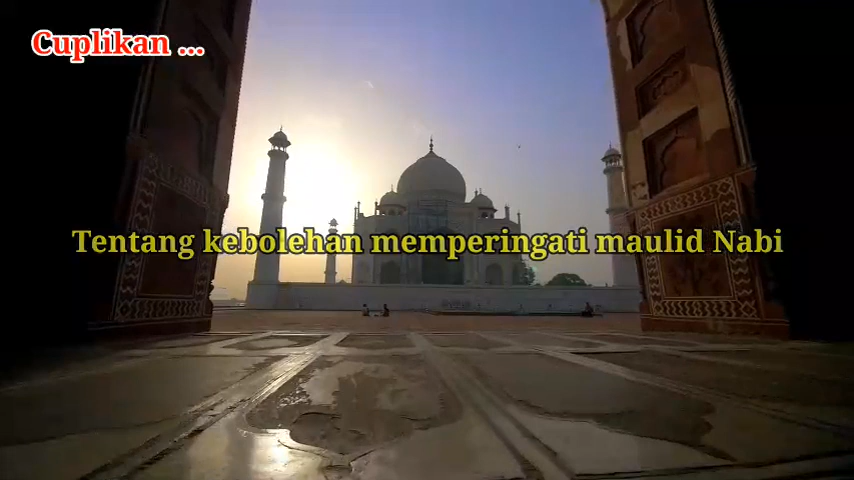 Cuplikan ...
Tentang kebolehan memperingati maulid Nabi